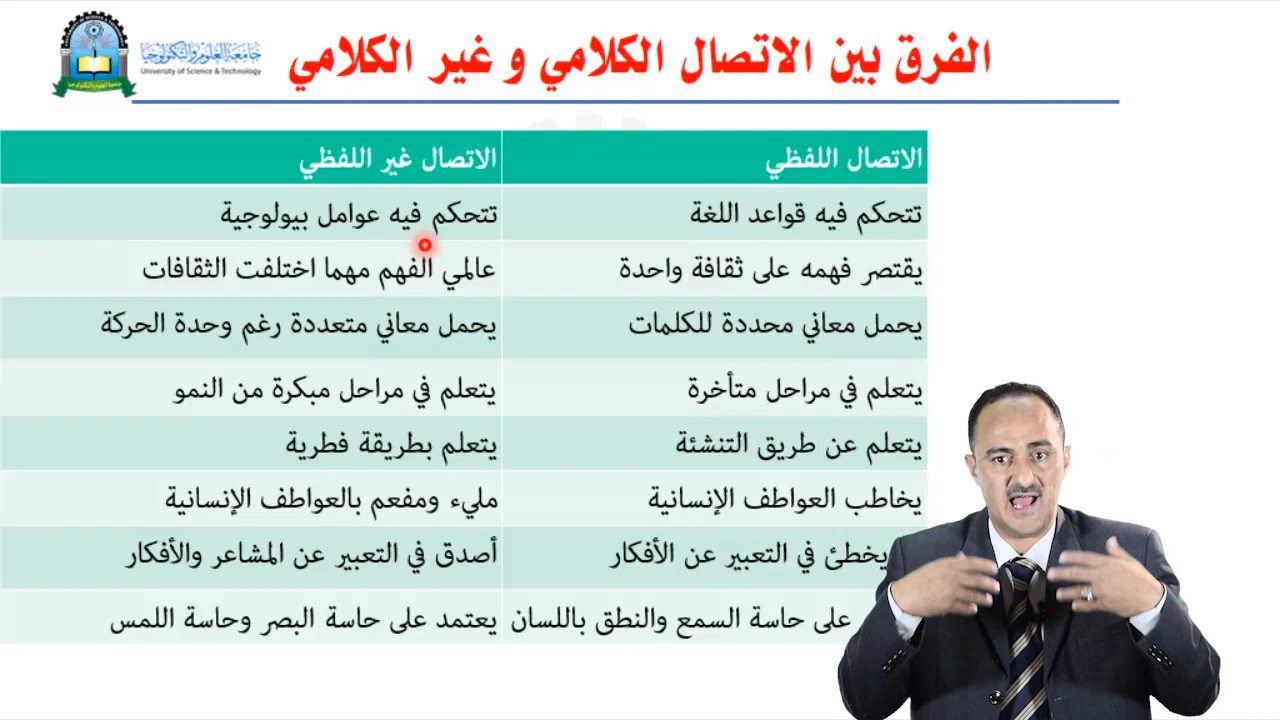 جامعة العلوم والتكنولوجيا
University of Science & Technology
الفرق بين الاتصال الكلامي و غير الكلامي
الاتصال اللفظي الاتصال غير اللفظي
تتحكم فيه قواعد اللغة تتحكم فيه عوامل بيولوجية
يقتصر فهمه على ثقافة واحدة عالمي الفهم مهما اختلفت الثقافات
يحمل معاني محددة للكلمات يحمل معاني متعددة رغم وحدة الحركة
يتعلم في مراحل متأخرة يتعلم في مراحل مبكرة من النمو
يتعلم عن طريق التنشئة يتعلم بطريقة فطرية
يخاطب العواطف الإنسانية مليء ومفعم بالعواطف الإنسانية
يخطئ في التعبير عن الأفكار أصدق في التعبير عن المشاعر والأفكار
على حاسة السمع والنطق باللسان يعتمد على حاسة البصر وحاسة اللمس